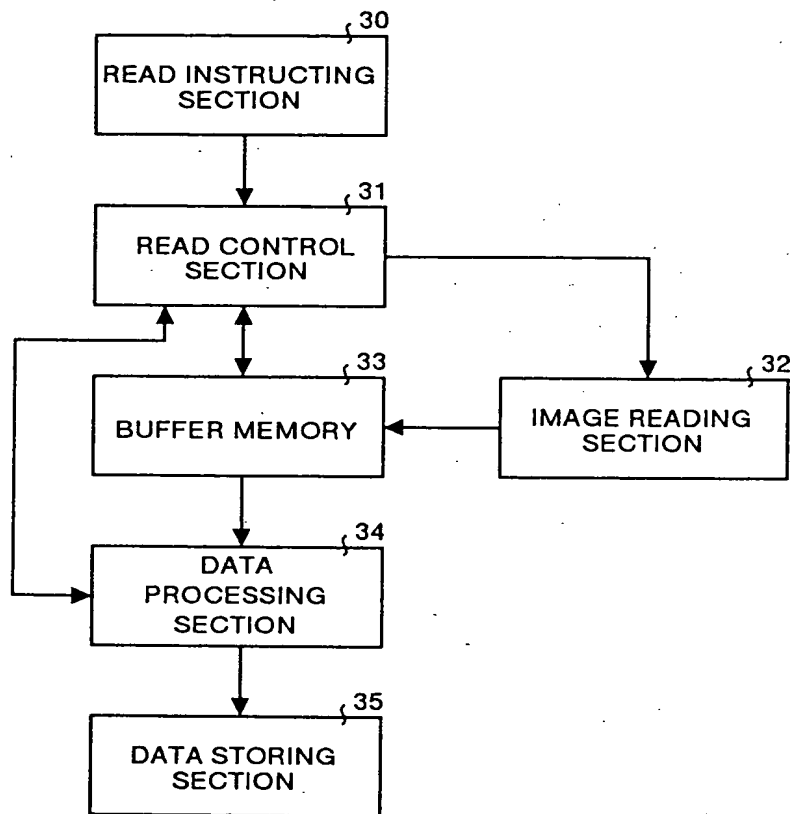 30
READ INSTRUCTING
SECTION
31
READ CONTROL
SECTION
33
BUFFER MEMORY
32
IMAGE READING
SECTION
34
DATA
PROCESSING
SECTION
35
DATA STORING
SECTION